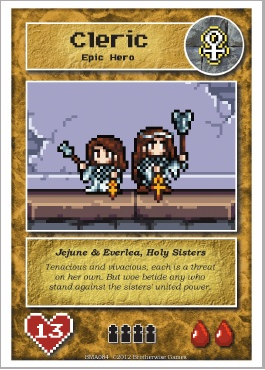 Cleric
Epic Hero
Jejune & Everlea, Holy Sisters
Tenacious and vivacious, each is a threat
on her own. But woe betide any who
stand against the sisters' united power.
13
BMA084 ©2012 Brotherwise Games